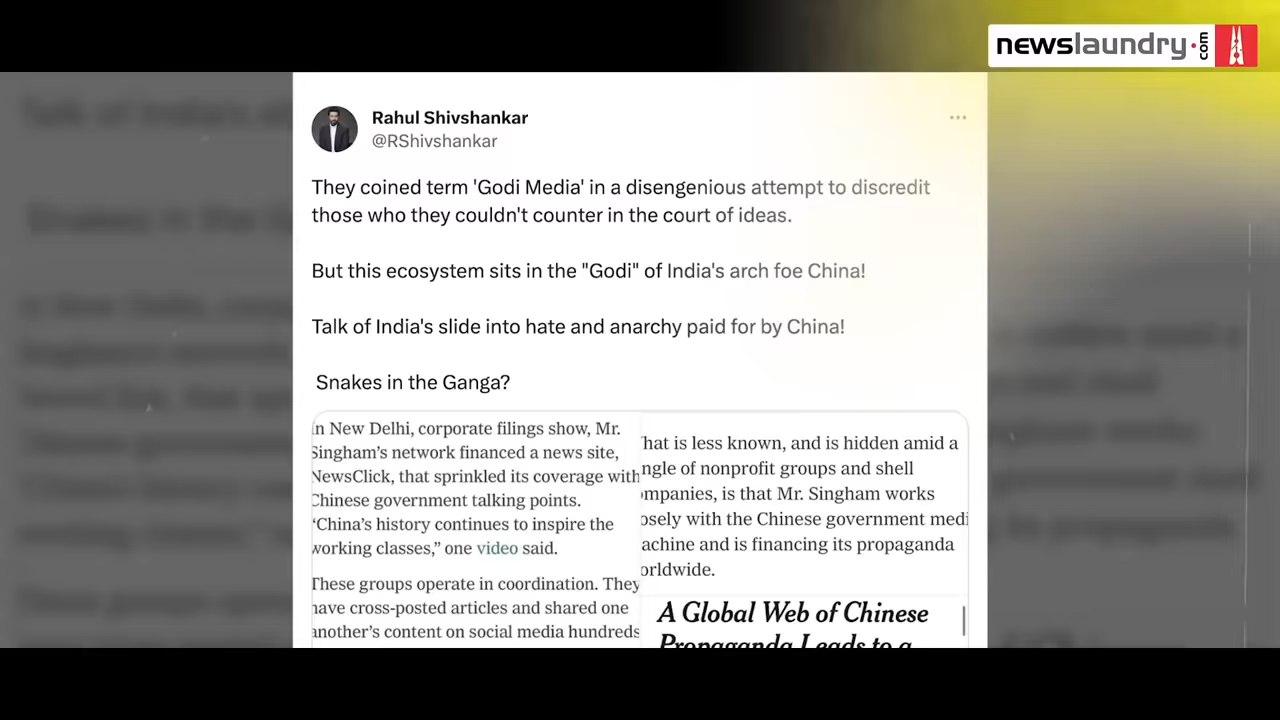 newslaundry.com
Rahul Shivshankar
@RShivshankar
They coined term 'Godi Media' in a disengenious attempt to discredit
those who they couldn't counter in the court of ideas.
But this ecosystem sits in the "Godi" of India's arch foe China!
Talk of India's slide into hate and anarchy paid for by China!
Snakes in the Ganga?
n New Delhi, corporate filings show, Mr.
Singham's network financed a news site,
NewsClick, that sprinkled its coverage with
Chinese government talking points.
“China's history continues to inspire the
working classes,” one video said.
These groups operate in coordination. They
have cross-posted articles and shared one
another's content on social media hundreds
hat is less known, and is hidden amid a
ngle of nonprofit groups and shell
ompanies, is that Mr. Singham works
osely with the Chinese government medi
achine and is financing its propaganda
orldwide.
A Global Web of Chinese
Propaganda Leads to a